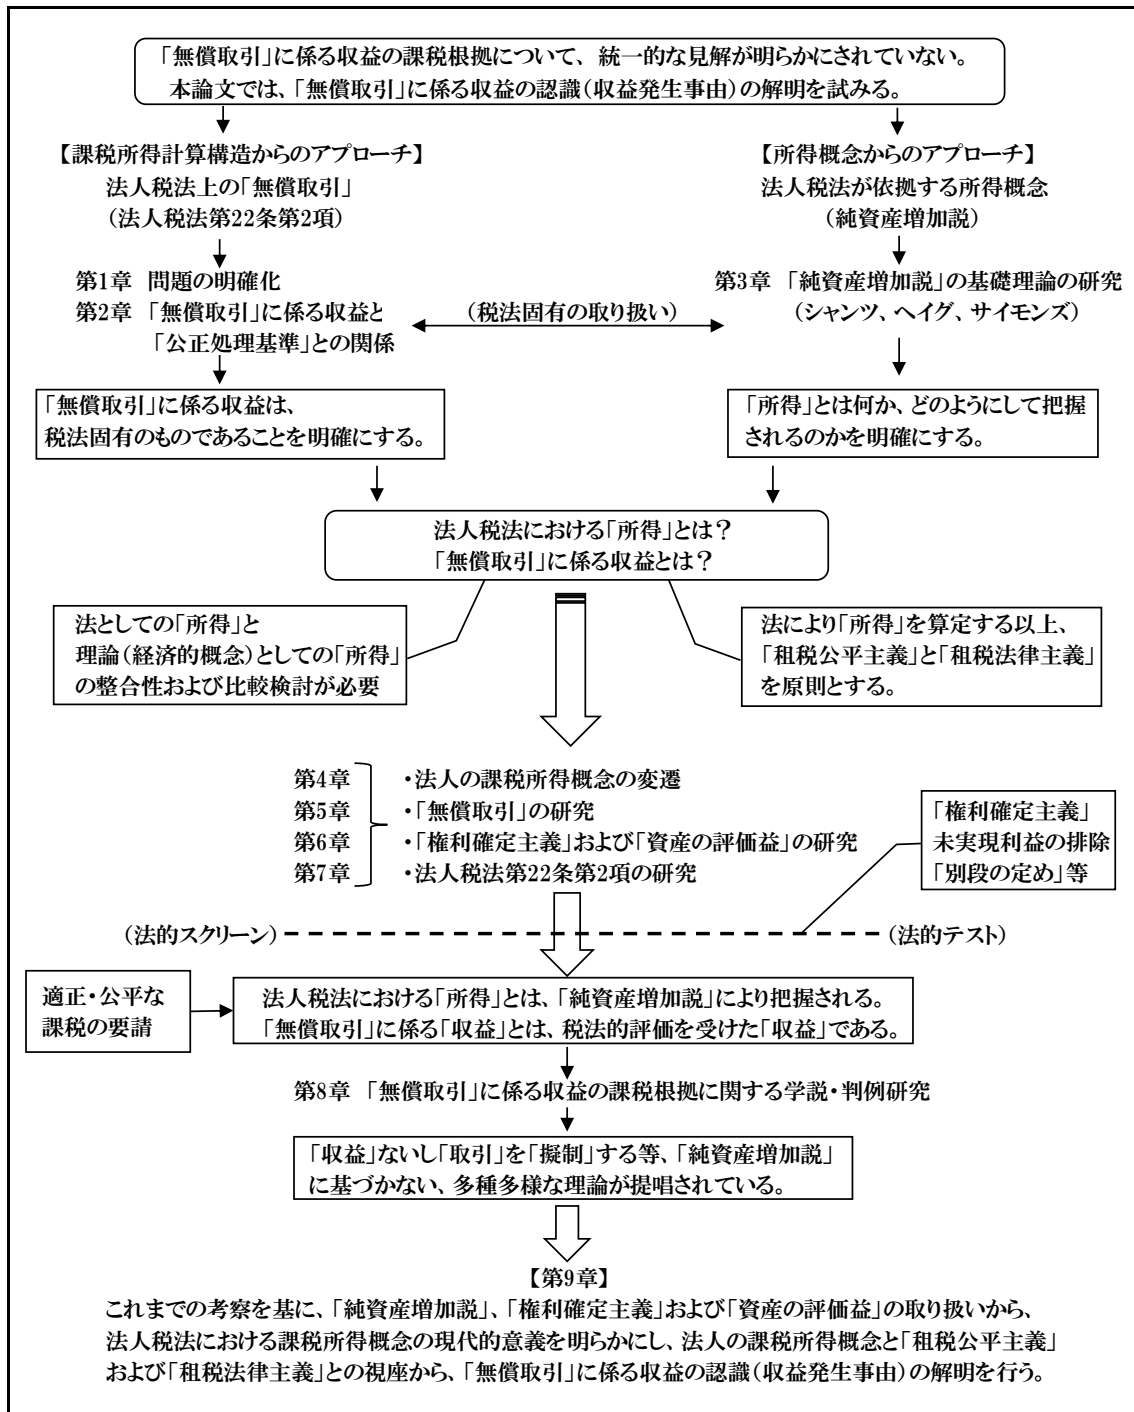 「無償取引」に係る収益の課税根拠について、統一的な見解が明らかにされていない。
本論文では、「無償取引」に係る収益の認識(収益発生事由)の解明を試みる。
【課税所得計算構造からのアプローチ】
法人税法上の「無償取引」
(法人税法第22条第2項)
【所得概念からのアプローチ】
法人税法が依拠する所得概念
(純資産増加説)
第1章 問題の明確化
第2章 「無償取引」に係る収益と
「公正処理基準」との関係
(税法固有の取り扱い)
第3章 「純資産増加説」の基礎理論の研究
(シャンツ、ヘイグ、サイモンズ)
「無償取引」に係る収益は、
税法固有のものであることを明確にする。
「所得」とは何か、どのようにして把握
されるのかを明確にする。
法人税法における「所得」とは?
「無償取引」に係る収益とは?
法としての「所得」と
理論(経済的概念)としての「所得」
の整合性および比較検討が必要
法により「所得」を算定する以上、
「租税公平主義」と「租税法律主義」
を原則とする。
第4章 ・法人の課税所得概念の変遷
第5章 ・「無償取引」の研究
第6章 ・「権利確定主義」および「資産の評価益」の研究
第7章 ・法人税法第22条第2項の研究
「権利確定主義」
未実現利益の排除
「別段の定め」等
(法的スクリーン)
(法的テスト)
適正・公平な
課税の要請
法人税法における「所得」とは、「純資産増加説」により把握される。
「無償取引」に係る「収益」とは、税法的評価を受けた「収益」である。
第8章 「無償取引」に係る収益の課税根拠に関する学説・判例研究
「収益」ないし「取引」を「擬制」する等、「純資産増加説」
に基づかない、多種多様な理論が提唱されている。
【第9章】
これまでの考察を基に、「純資産増加説」、「権利確定主義」および「資産の評価益」の取り扱いから、
法人税法における課税所得概念の現代的意義を明らかにし、法人の課税所得概念と「租税公平主義」
および「租税法律主義」との視座から、「無償取引」に係る収益の認識(収益発生事由)の解明を行う。